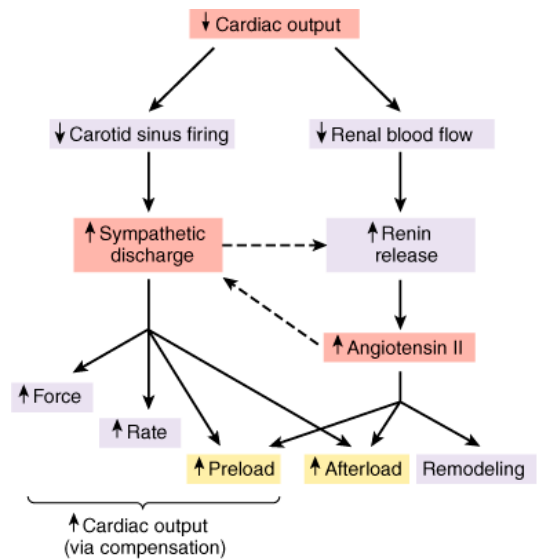 ↓ Cardiac output
↓ Carotid sinus firing
↓ Renal blood flow
↑ Sympathetic
discharge
↑ Renin
release
↑ Angiotensin II
↑ Force
↑ Rate
↑ Preload
↑ Afterload
Remodeling
↑ Cardiac output
(via compensation)